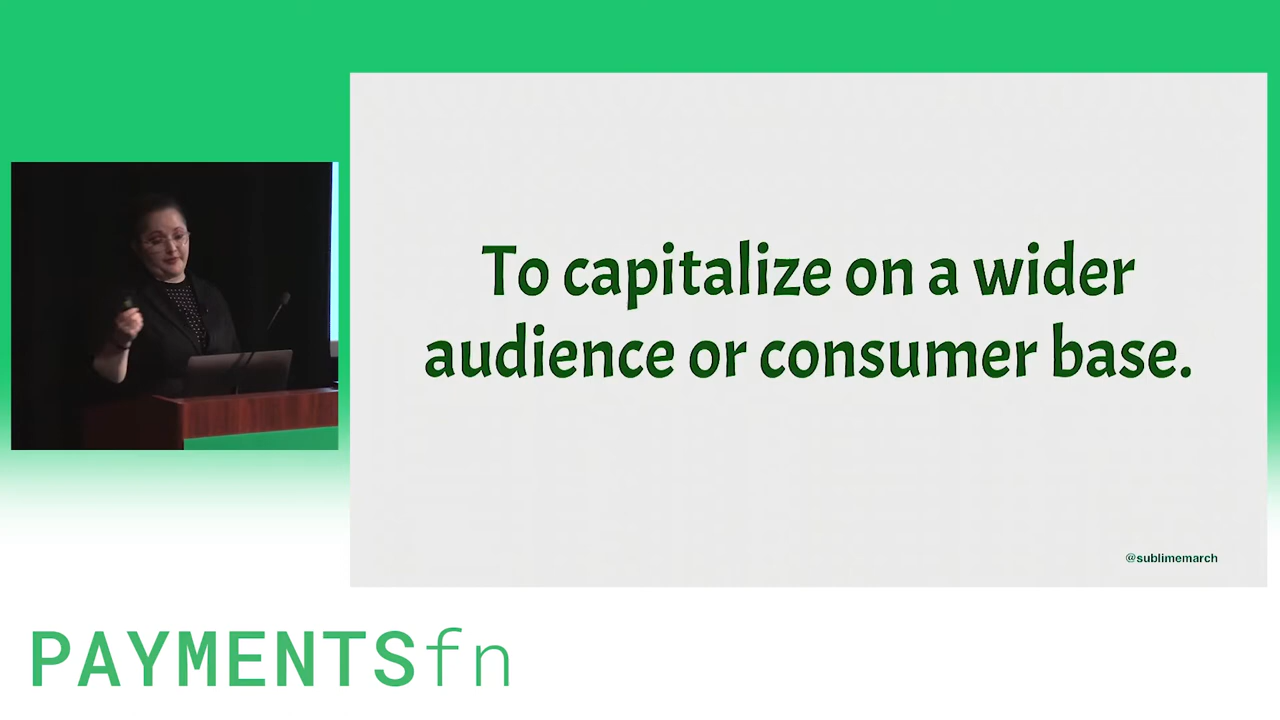 To capitalize on a wider
audience or consumer base.
@sublimemarch
PAYMENTSfn